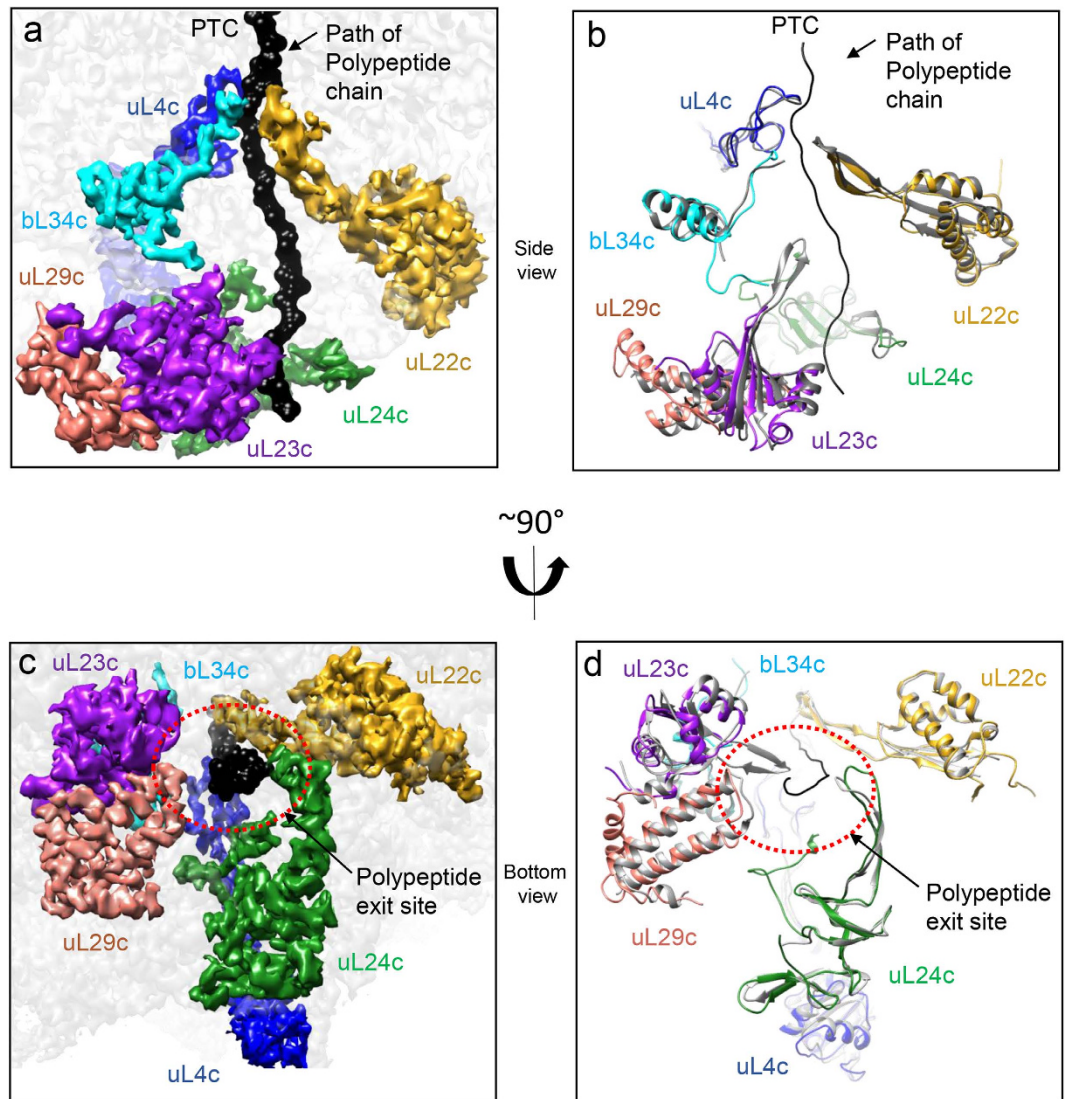 a
PTC
Path of
Polypeptide
chain
uL4c
bL34c
uL29c
uL22c
uL24c
uL23c
Side
view
b
PTC
Path of
Polypeptide
chain
uL4c
bL34c
uL29c
uL22c
uL24c
uL23c
~90°
c
uL23c
bL34c
uL22c
Polypeptide
exit site
uL29c
uL24c
uL4c
Bottom
view
d
uL23c
bL34c
uL22c
Polypeptide
exit site
uL29c
uL24c
uL4c